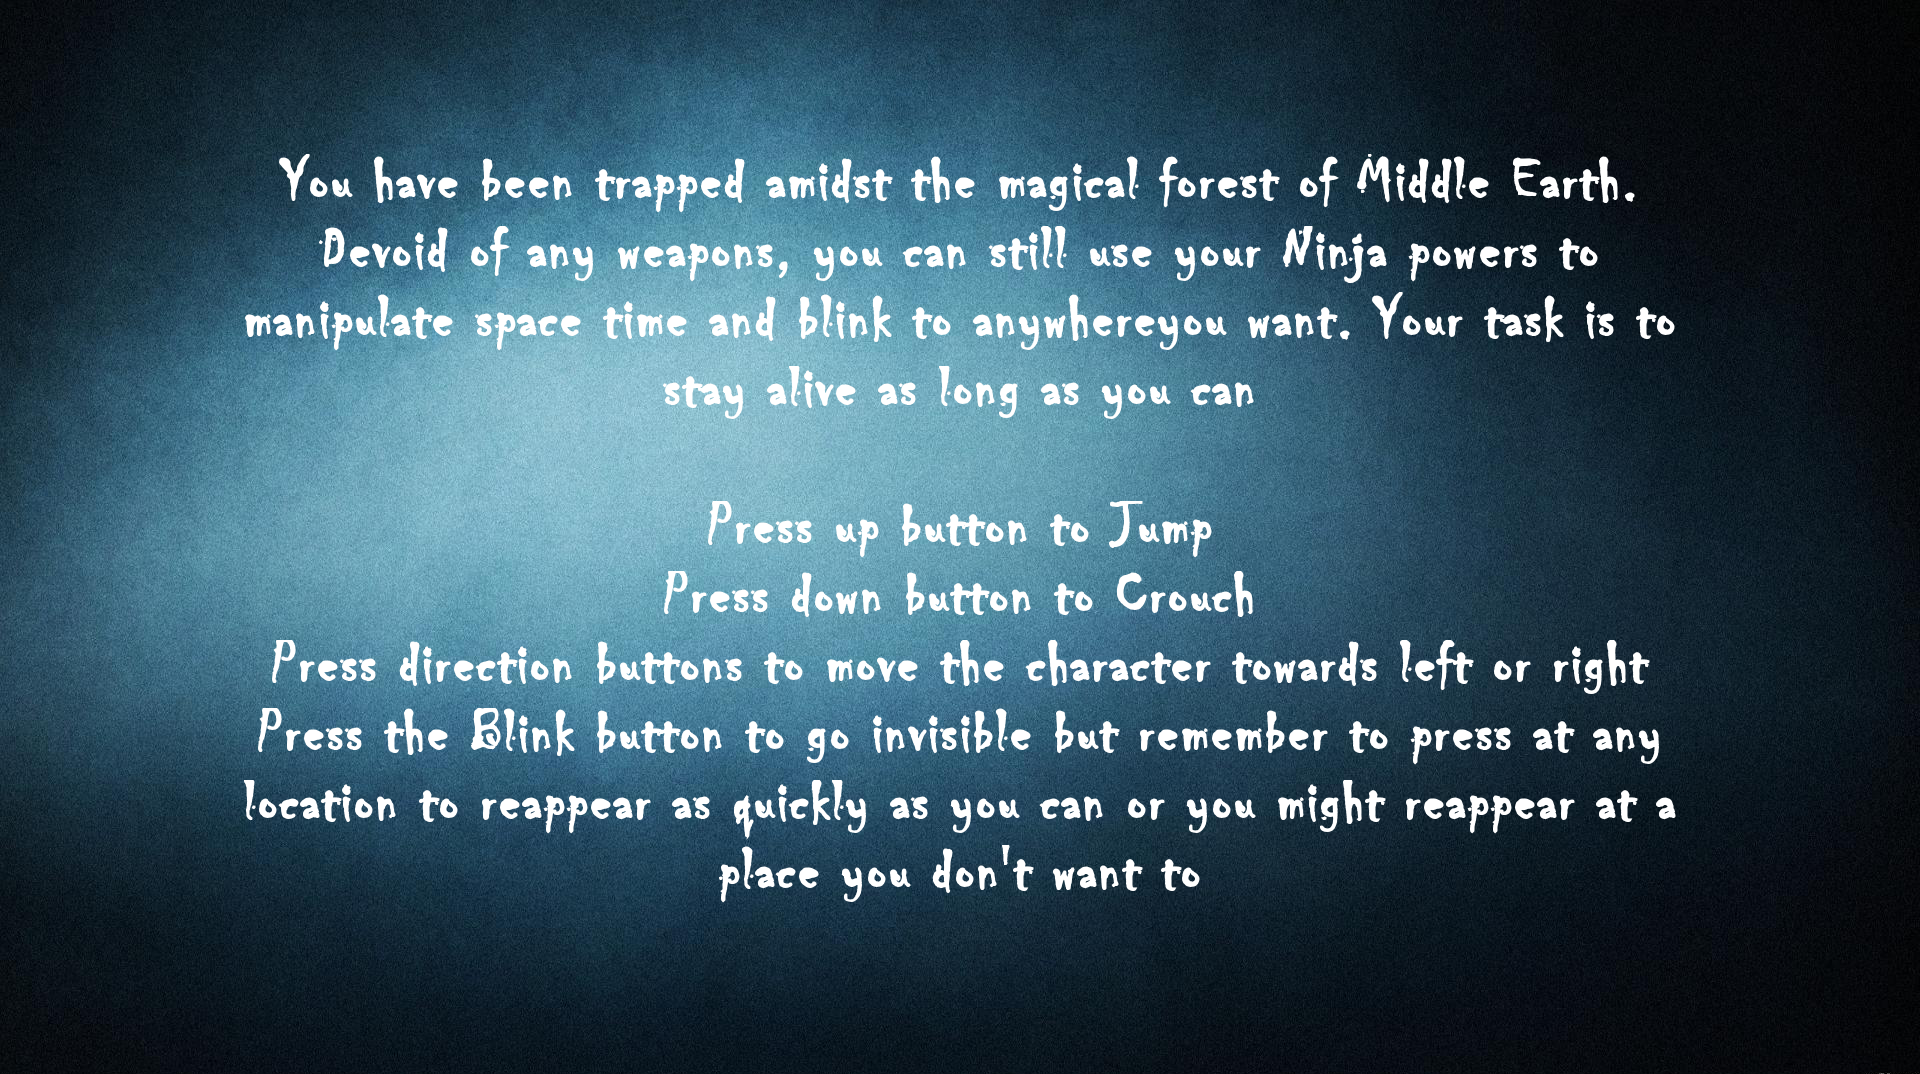 You have been trapped amidst the magical forest of Middle Earth.
Devoid of any weapons, you can still use your Ninja powers to
manipulate space time and blink to anywhereyou want. Your task is to
stay alive as long as you can
Press up button to Jump
Press down button to Crouch
Press direction buttons to move the character towards left or right
Press the Blink button to go invisible but remember to press at any
location to reappear as quickly as you can or you might reappear at a
place you don't want to